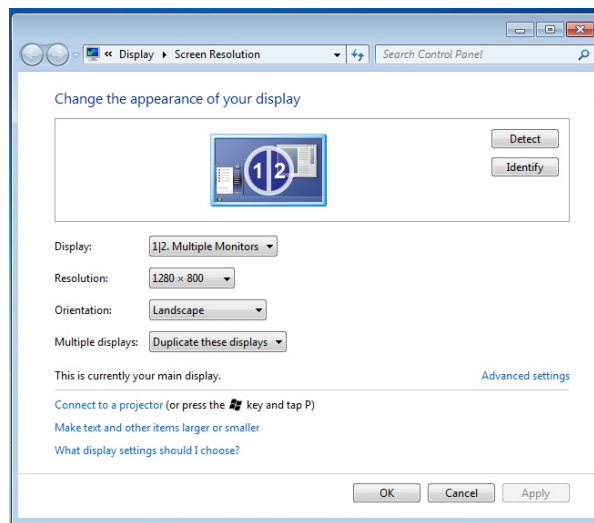 « Display ▸ Screen Resolution
Search Control Panel
Change the appearance of your display
1|2
Detect
Identify
Display: 1|2. Multiple Monitors
Resolution: 1280 × 800
Orientation: Landscape
Multiple displays: Duplicate these displays
This is currently your main display.
Advanced settings
Connect to a projector (or press the key and tap P)
Make text and other items larger or smaller
What display settings should I choose?
OK Cancel Apply